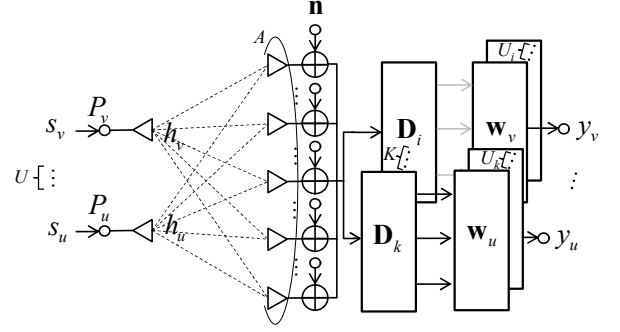 n
A
U_i
P_v
s_v
h_v
D_i
w_v
y_v
K
U_k
U
P_u
s_u
h_u
D_k
w_u
y_u